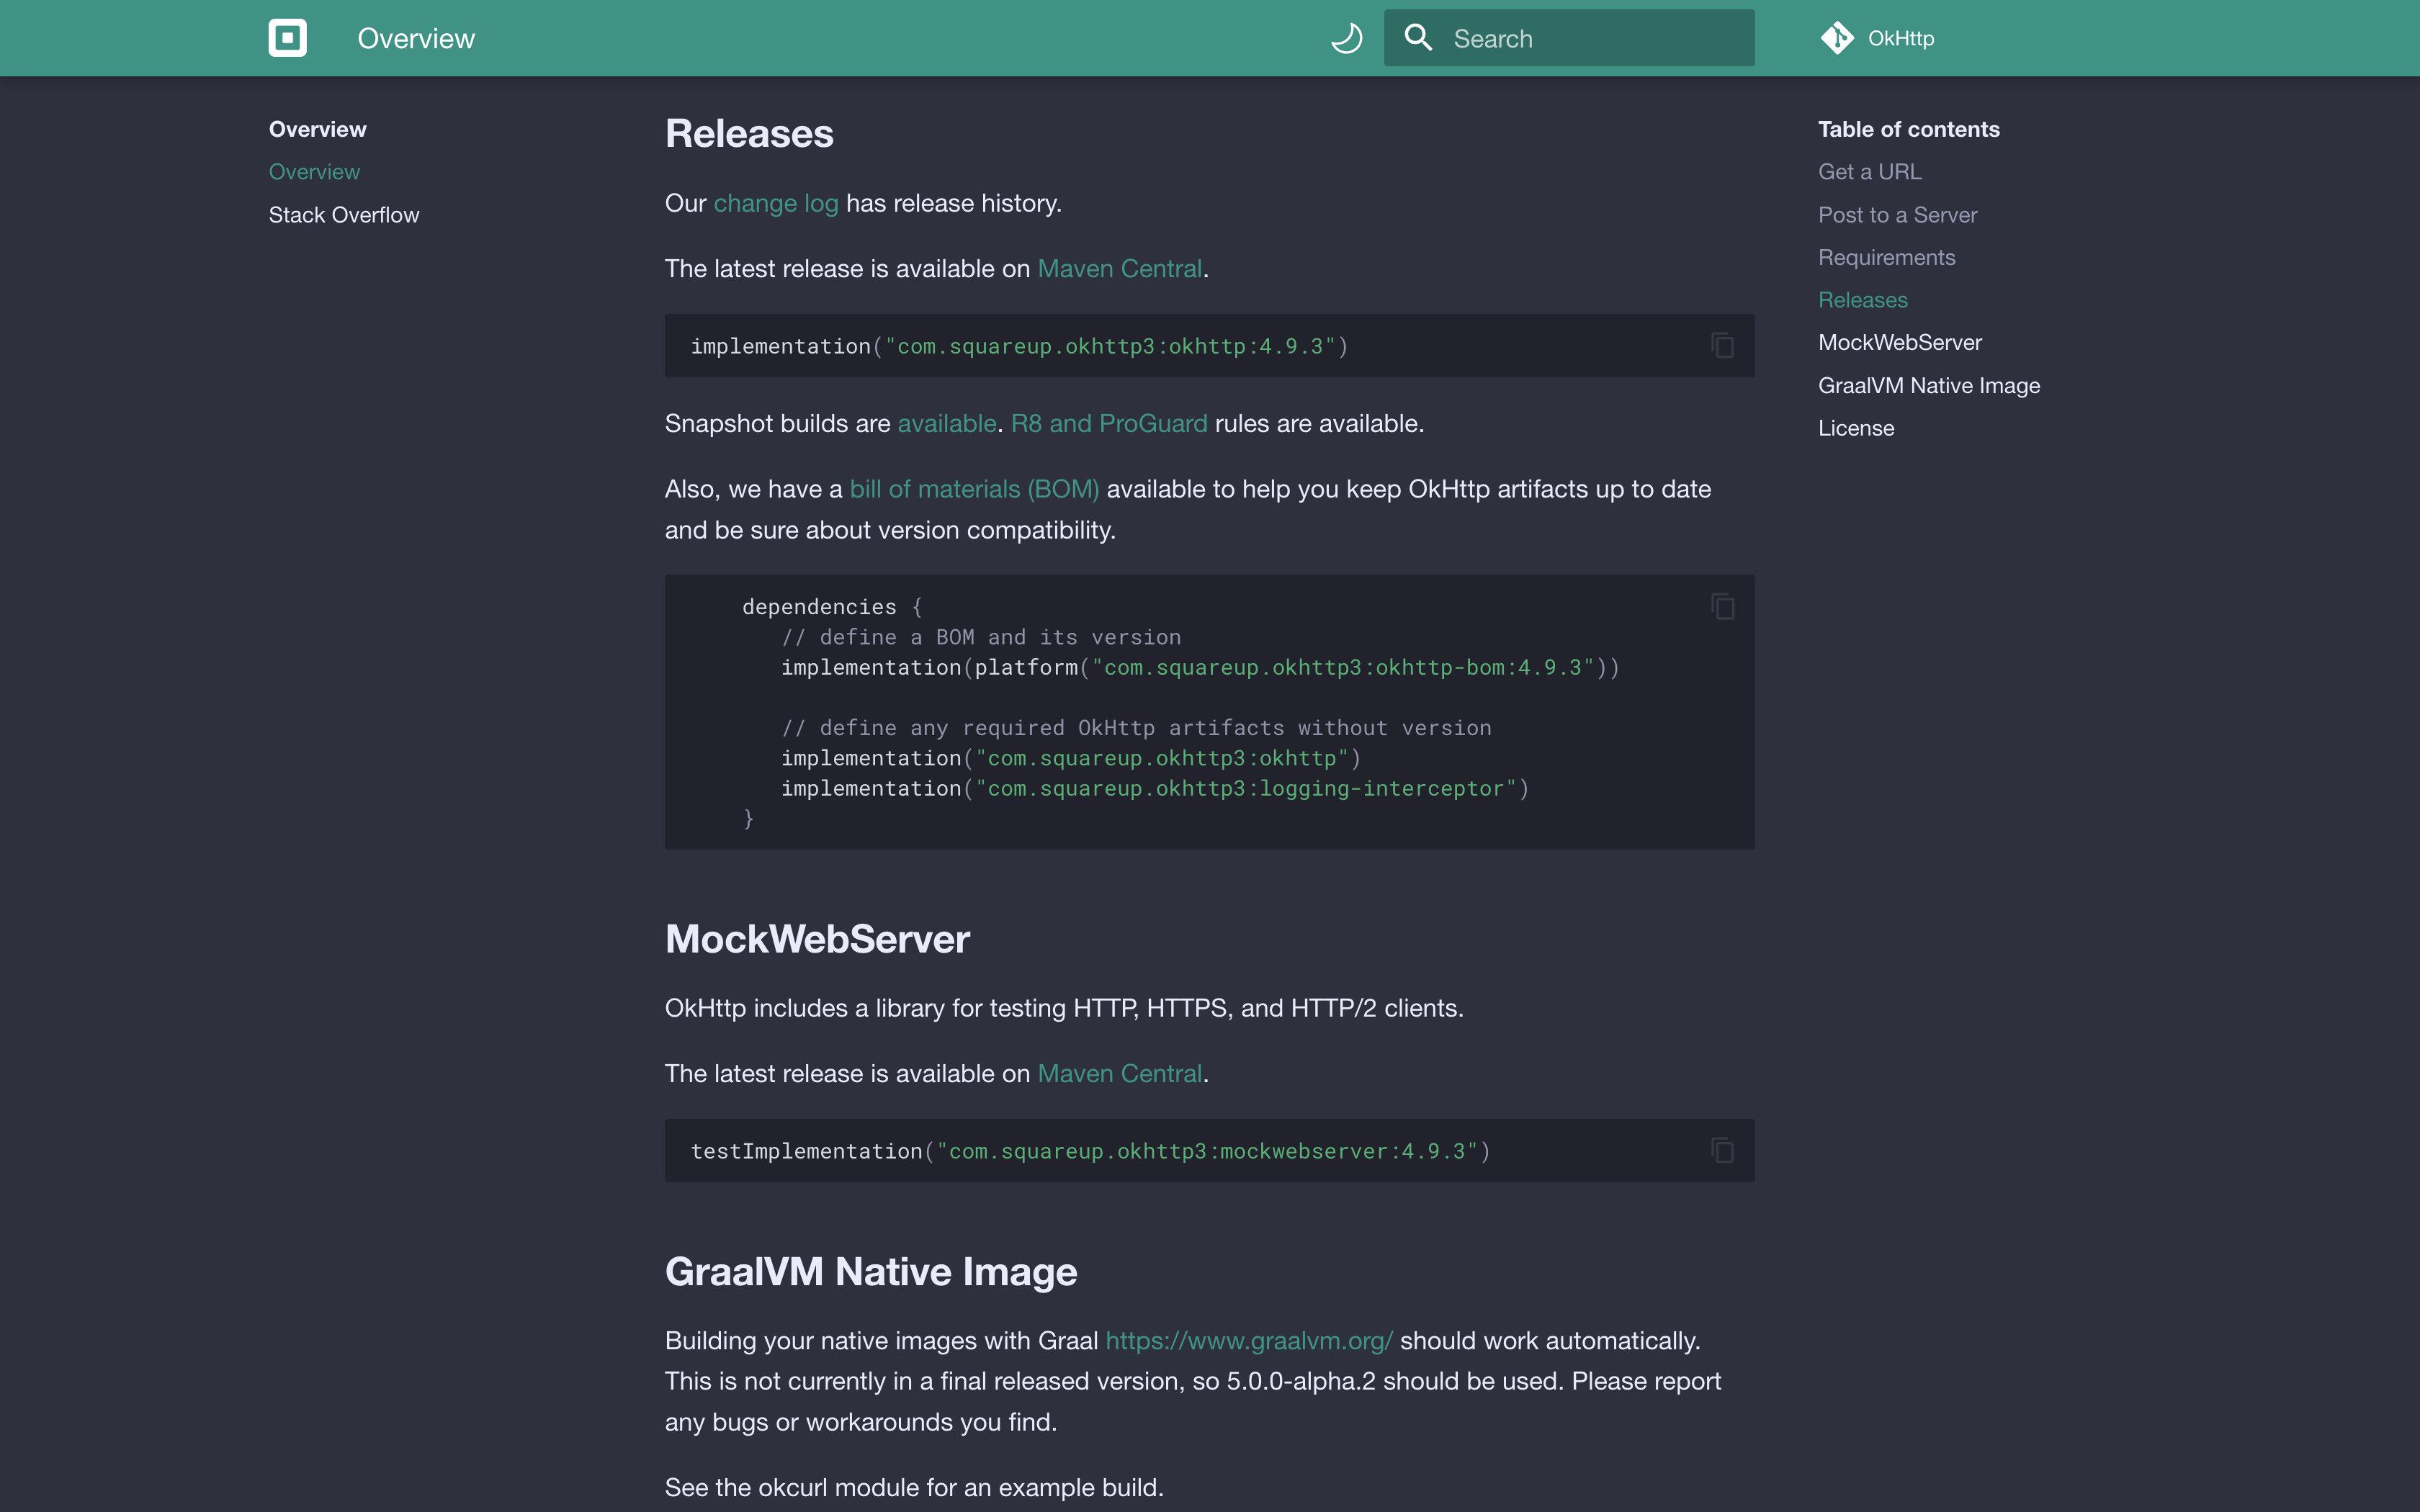 Overview
Search
OkHttp
Overview
Overview
Stack Overflow
Releases
Our change log has release history.
The latest release is available on Maven Central.
implementation("com.squareup.okhttp3:okhttp:4.9.3")
Snapshot builds are available. R8 and ProGuard rules are available.
Also, we have a bill of materials (BOM) available to help you keep OkHttp artifacts up to date
and be sure about version compatibility.
dependencies {
// define a BOM and its version
implementation(platform("com.squareup.okhttp3:okhttp-bom:4.9.3"))
// define any required OkHttp artifacts without version
implementation("com.squareup.okhttp3:okhttp")
implementation("com.squareup.okhttp3:logging-interceptor")
}
MockWebServer
OkHttp includes a library for testing HTTP, HTTPS, and HTTP/2 clients.
The latest release is available on Maven Central.
testImplementation("com.squareup.okhttp3:mockwebserver:4.9.3")
GraalVM Native Image
Building your native images with Graal https://www.graalvm.org/ should work automatically.
This is not currently in a final released version, so 5.0.0-alpha.2 should be used. Please report
any bugs or workarounds you find.
See the okcurl module for an example build.
Table of contents
Get a URL
Post to a Server
Requirements
Releases
MockWebServer
GraalVM Native Image
License